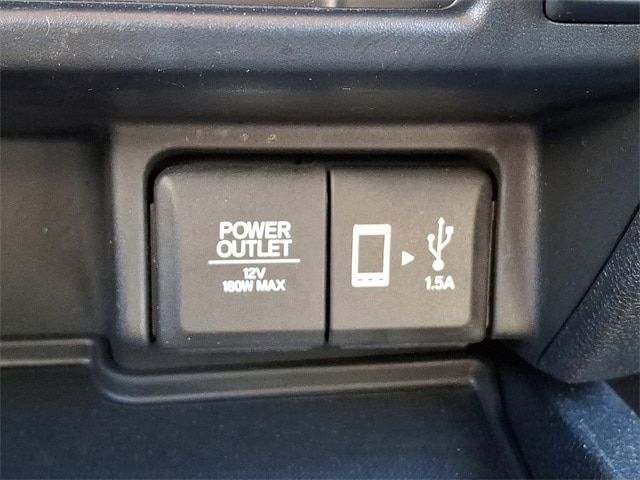 POWER
OUTLET
12V
180W MAX
1.5A